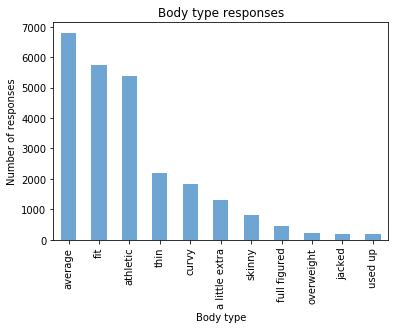 Body type responses
Number of responses
7000
6000
5000
4000
3000
2000
1000
0
average
fit
athletic
thin
curvy
a little extra
skinny
full figured
overweight
jacked
used up
Body type